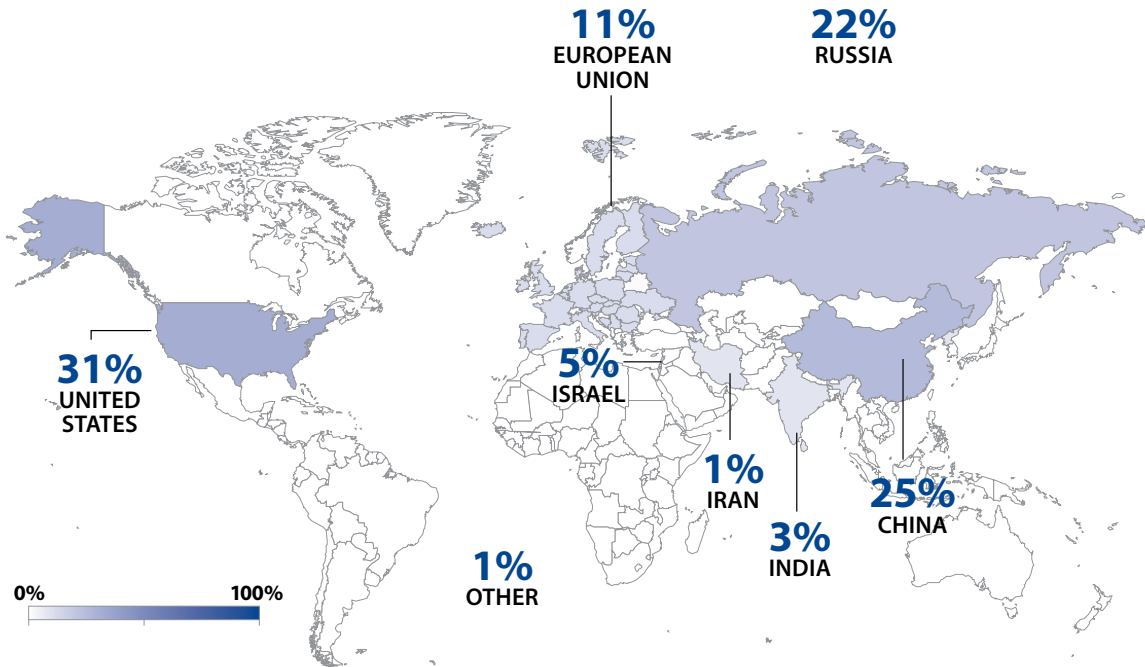 11%
EUROPEAN
UNION
22%
RUSSIA
31%
UNITED
STATES
5%
ISRAEL
1%
IRAN
25%
CHINA
3%
INDIA
1%
OTHER
0% 100%